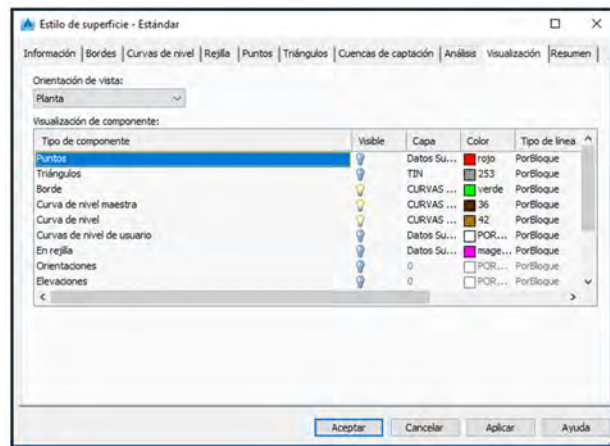 Estilo de superficie - Estándar
Información Bordes Curvas de nivel Rejilla Puntos Triángulos Cuencas de captación Análisis Visualización Resumen
Orientación de vista:
Planta
Visualización de componente:
Tipo de componente Visible Capa Color Tipo de línea
Puntos Datos Su... rojo PorBloque
Triángulos TIN 253 PorBloque
Borde CURVAS ... verde PorBloque
Curva de nivel maestra CURVAS ... 36 PorBloque
Curva de nivel CURVAS ... 42 PorBloque
Curvas de nivel de usuario Datos Su... POR... PorBloque
En rejilla Datos Su... mage... PorBloque
Orientaciones 0 POR... PorBloque
Elevaciones 0 POR... PorBloque
Aceptar Cancelar Aplicar Ayuda